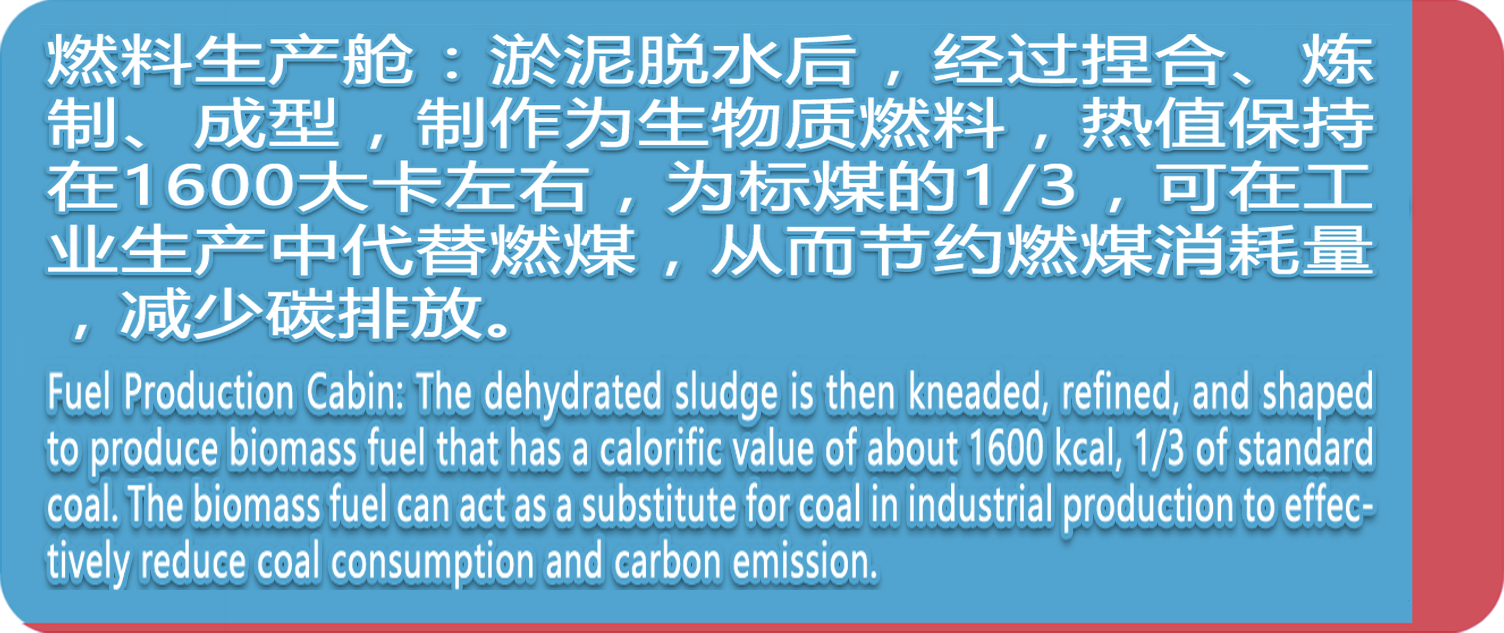 燃料生产舱：淤泥脱水后，经过捏合、炼
制、成型，制作为生物质燃料，热值保持
在1600大卡左右，为标煤的1/3，可在工
业生产中代替燃煤，从而节约燃煤消耗量
，减少碳排放。
Fuel Production Cabin: The dehydrated sludge is then kneaded, refined, and shaped
to produce biomass fuel that has a calorific value of about 1600 kcal, 1/3 of standard
coal. The biomass fuel can act as a substitute for coal in industrial production to effec-
tively reduce coal consumption and carbon emission.